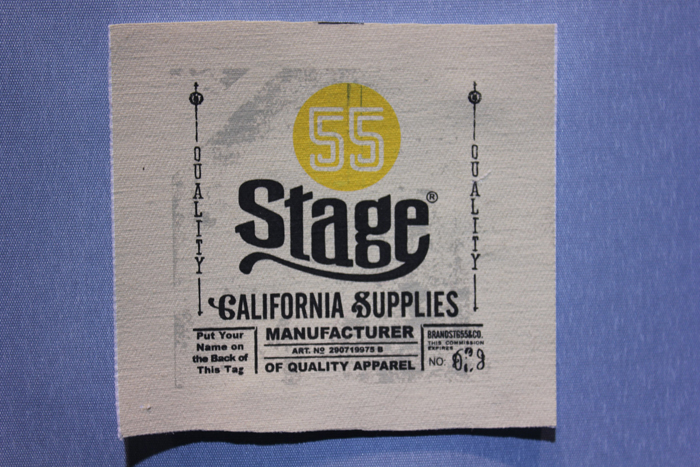 55
Stage®
QUALITY
QUALITY
CALIFORNIA SUPPLIES
Put Your
Name on
the Back of
This Tag
MANUFACTURER
ART. Nº 290719975 B
OF QUALITY APPAREL
BRANDST655&CO.
THIS COMMISSION
EXPIRES
NO: